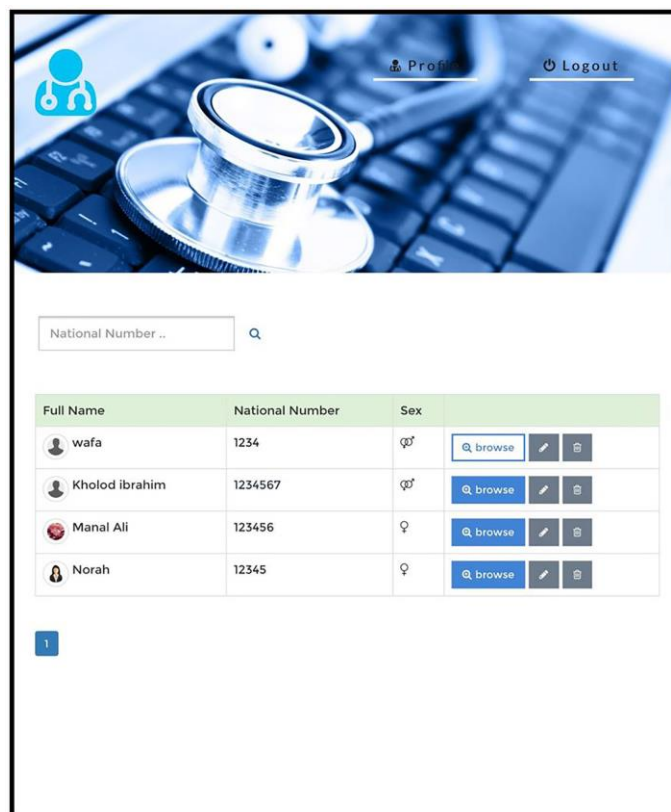 Profile
Logout
National Number ..
Full Name National Number Sex
wafa 1234 browse
Kholod ibrahim 1234567 browse
Manal Ali 123456 browse
Norah 12345 browse
1